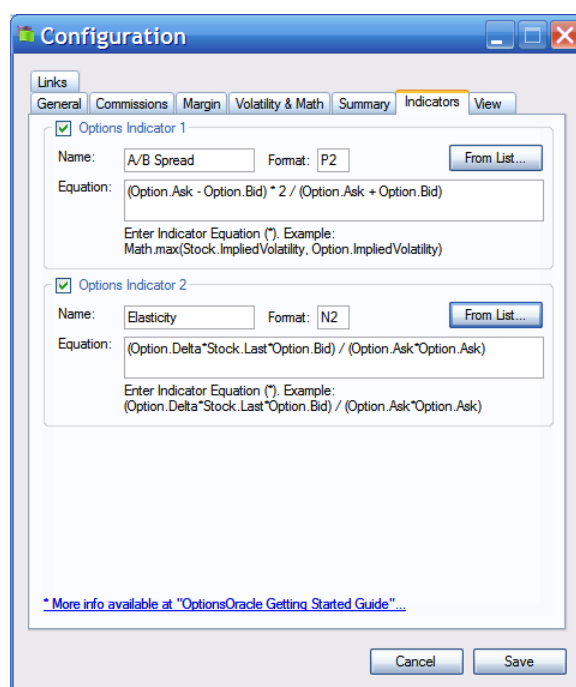 Configuration
Links
General Commissions Margin Volatility & Math Summary Indicators View
Options Indicator 1
Name: A/B Spread Format: P2 From List...
Equation: (Option.Ask - Option.Bid) * 2 / (Option.Ask + Option.Bid)
Enter Indicator Equation (*). Example:
Math.max(Stock.ImpliedVolatility, Option.ImpliedVolatility)
Options Indicator 2
Name: Elasticity Format: N2 From List...
Equation: (Option.Delta*Stock.Last*Option.Bid) / (Option.Ask*Option.Ask)
Enter Indicator Equation (*). Example:
(Option.Delta*Stock.Last*Option.Bid) / (Option.Ask*Option.Ask)
* More info available at "OptionsOracle Getting Started Guide"...
Cancel Save